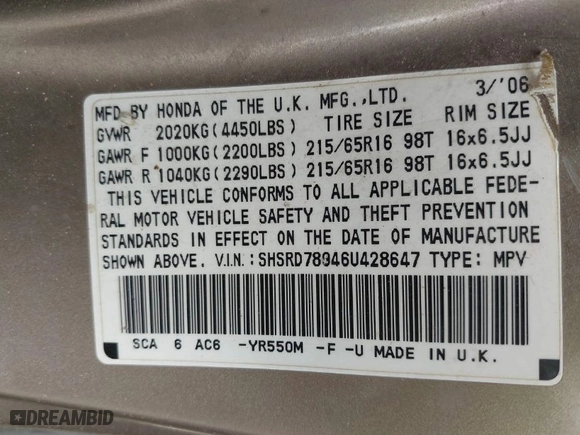 3/'06
MFD BY HONDA OF THE U.K. MFG.,LTD.
GVWR 2020KG(4450LBS) TIRE SIZE RIM SIZE
GAWR F 1000KG(2200LBS) 215/65R16 98T 16x6.5JJ
GAWR R 1040KG(2290LBS) 215/65R16 98T 16x6.5JJ
THIS VEHICLE CONFORMS TO ALL APPLICABLE FEDE-
RAL MOTOR VEHICLE SAFETY AND THEFT PREVENTION
STANDARDS IN EFFECT ON THE DATE OF MANUFACTURE
SHOWN ABOVE. V.I.N.:SHSRD78946U428647 TYPE: MPV
SCA 6 AC6 -YR550M -F -U MADE IN U.K.
DREAMBID